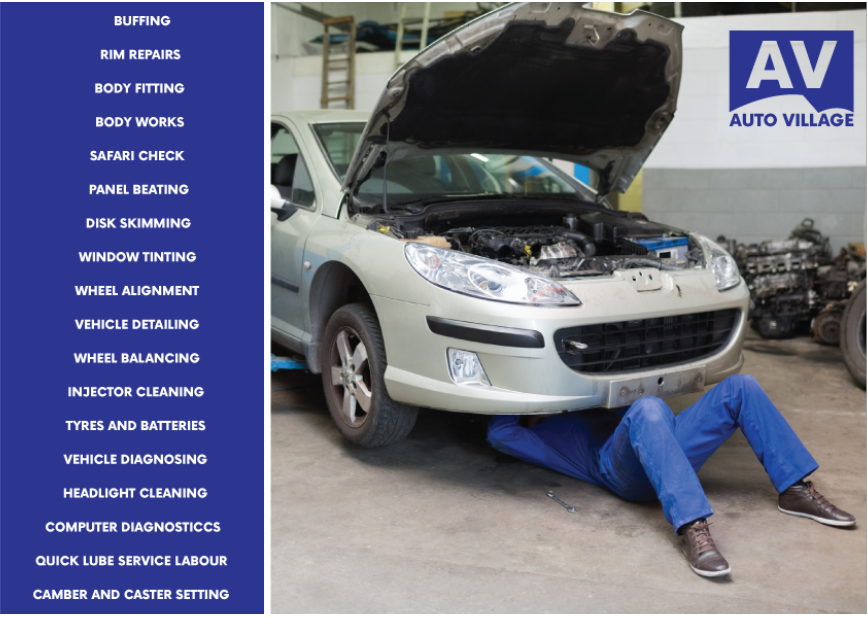 BUFFING
RIM REPAIRS
BODY FITTING
BODY WORKS
SAFARI CHECK
PANEL BEATING
DISK SKIMMING
WINDOW TINTING
WHEEL ALIGNMENT
VEHICLE DETAILING
WHEEL BALANCING
INJECTOR CLEANING
TYRES AND BATTERIES
VEHICLE DIAGNOSING
HEADLIGHT CLEANING
COMPUTER DIAGNOSTICCS
QUICK LUBE SERVICE LABOUR
CAMBER AND CASTER SETTING
AV
AUTO VILLAGE